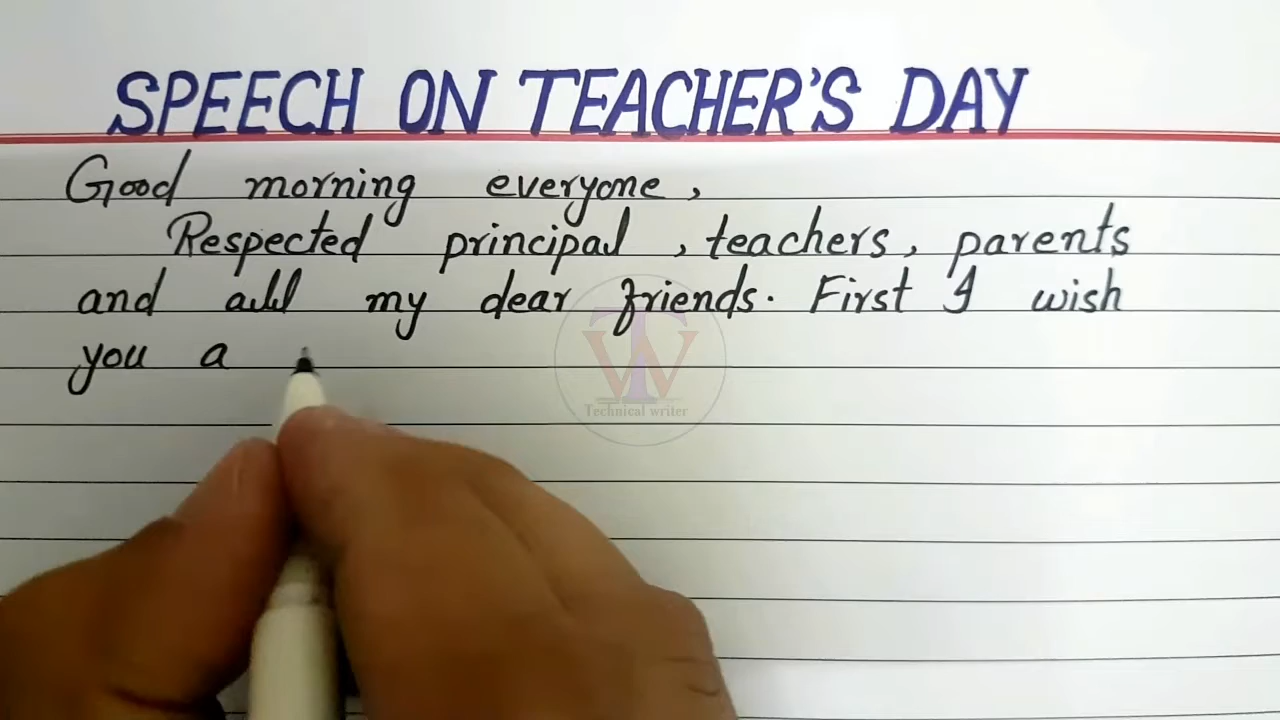 SPEECH ON TEACHER'S DAY
Good morning everyone,
Respected principal, teachers, parents
and all my dear friends. First I wish
you a
TW
Technical writer